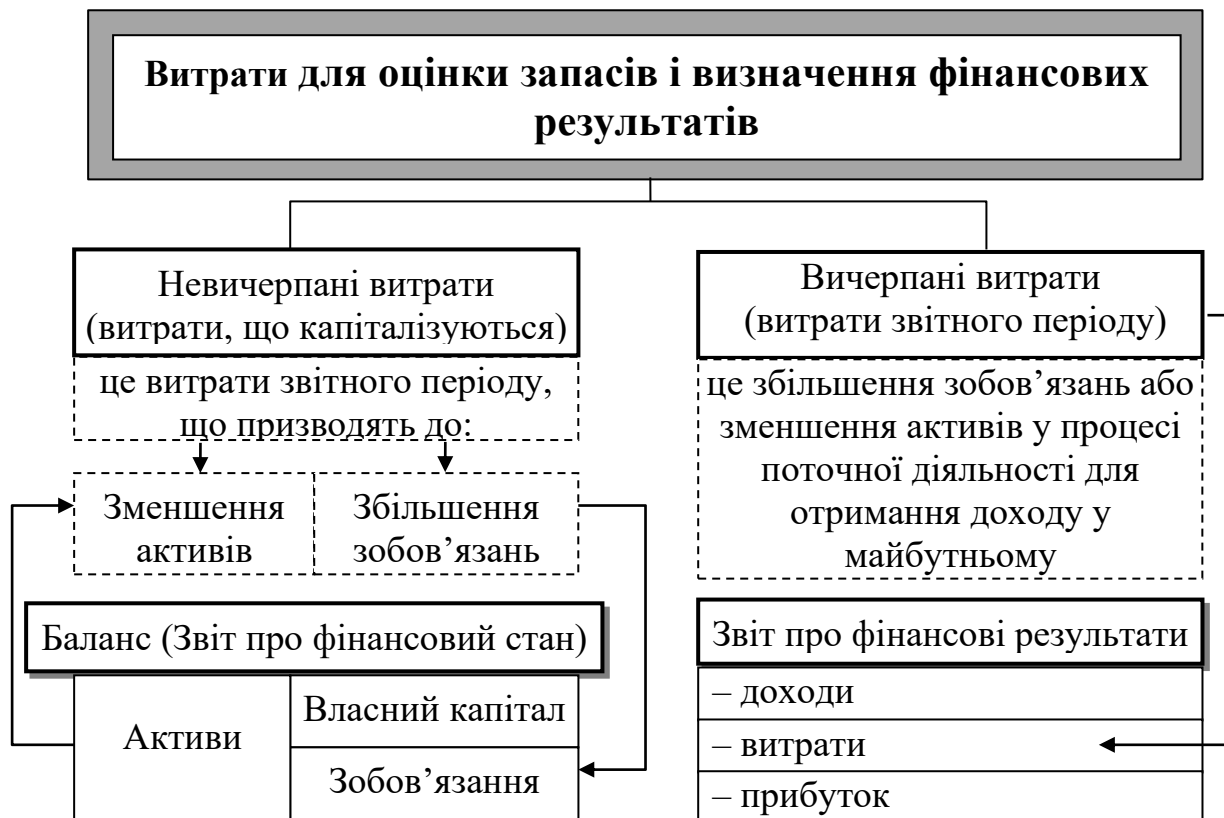 Витрати для оцінки запасів і визначення фінансових
результатів
Невичерпані витрати
(витрати, що капіталізуються)
це витрати звітного періоду,
що призводять до:
Зменшення
активів
Збільшення
зобов’язань
Баланс (Звіт про фінансовий стан)
Активи
Власний капітал
Зобов’язання
Вичерпані витрати
(витрати звітного періоду)
це збільшення зобов’язань або
зменшення активів у процесі
поточної діяльності для
отримання доходу у
майбутньому
Звіт про фінансові результати
– доходи
– витрати
– прибуток